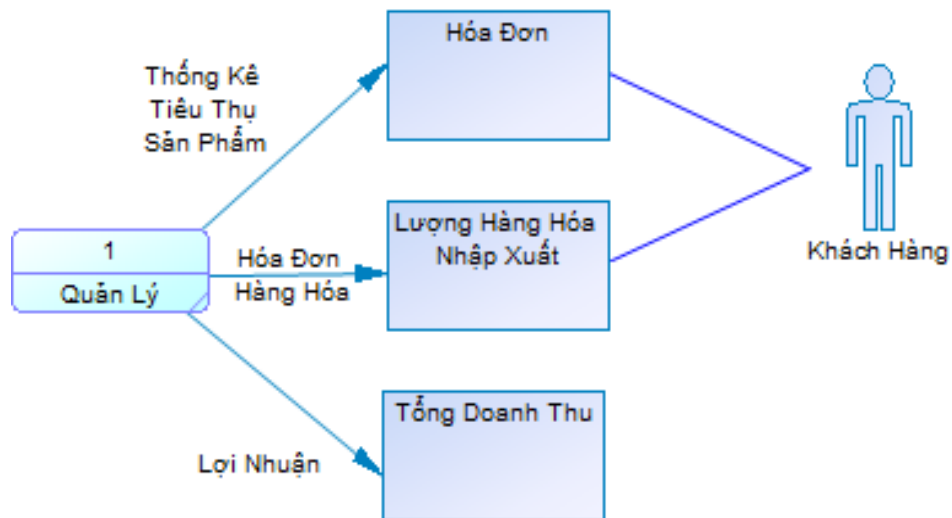 Hóa Đơn
Thống Kê
Tiêu Thụ
Sản Phẩm
Lượng Hàng Hóa
Nhập Xuất
Khách Hàng
1
Quản Lý
Hóa Đơn
Hàng Hóa
Tổng Doanh Thu
Lợi Nhuận